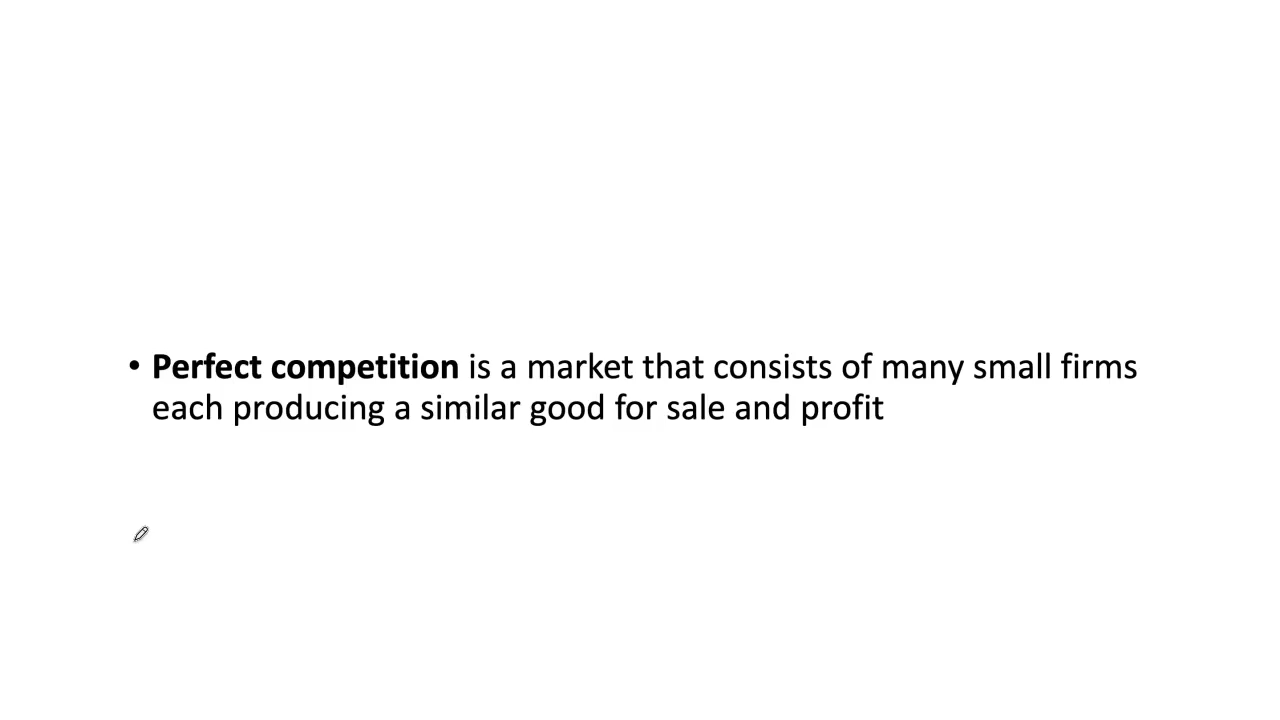 • Perfect competition is a market that consists of many small firms
each producing a similar good for sale and profit